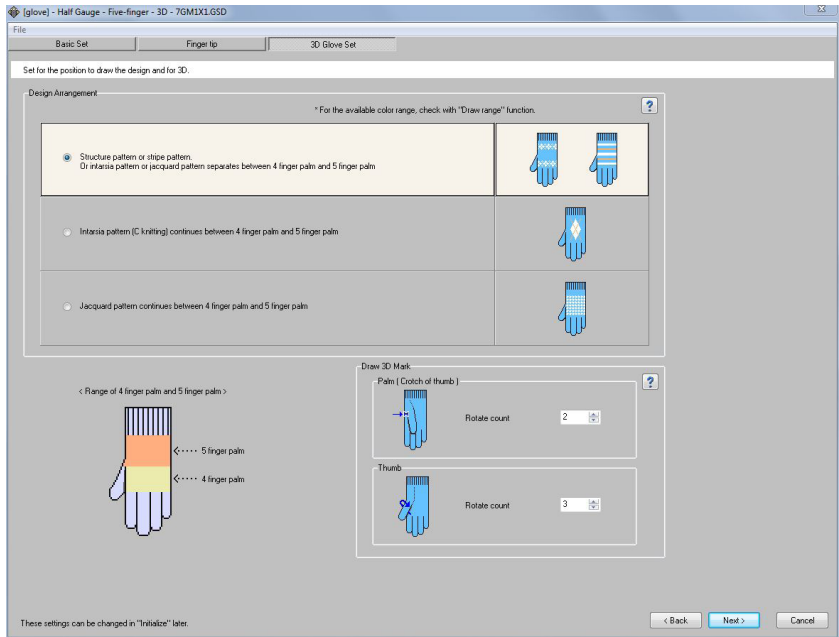 [glove] - Half Gauge - Five-finger - 3D - 7GM1X1.GSD
File
Basic Set
Finger tip
3D Glove Set
Set for the position to draw the design and for 3D.
Design Arrangement
* For the available color range, check with "Draw range" function.
?
Structure pattern or stripe pattern.
Or intarsia pattern or jacquard pattern separates between 4 finger palm and 5 finger palm
Intarsia pattern (C knitting) continues between 4 finger palm and 5 finger palm
Jacquard pattern continues between 4 finger palm and 5 finger palm
< Range of 4 finger palm and 5 finger palm >
5 finger palm
4 finger palm
Draw 3D Mark
?
Palm ( Crotch of thumb )
Rotate count
2
Thumb
Rotate count
3
These settings can be changed in "Initialize" later.
< Back
Next >
Cancel